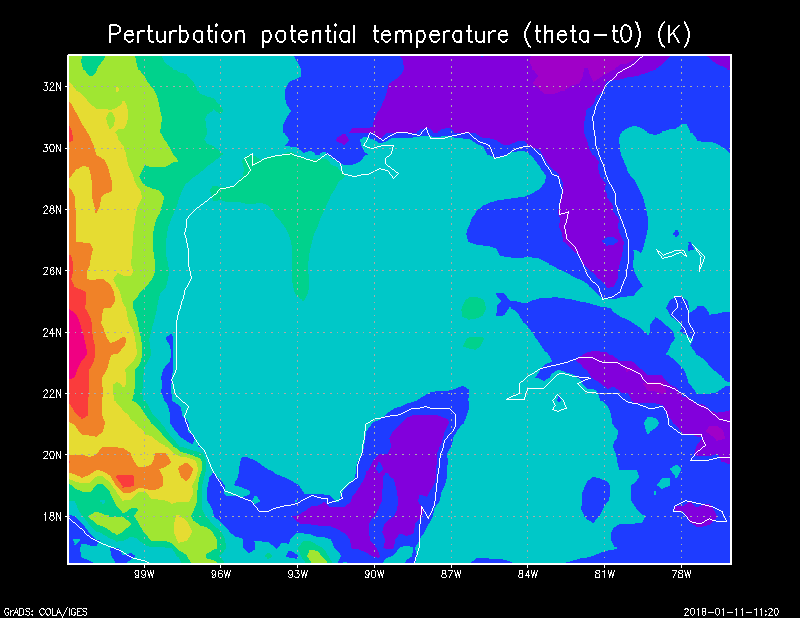 Perturbation potential temperature (theta-t0) (K)
32N
30N
28N
26N
24N
22N
20N
18N
99W 96W 93W 90W 87W 84W 81W 78W
GrADS: COLA/IGES 2018-01-11-11:20